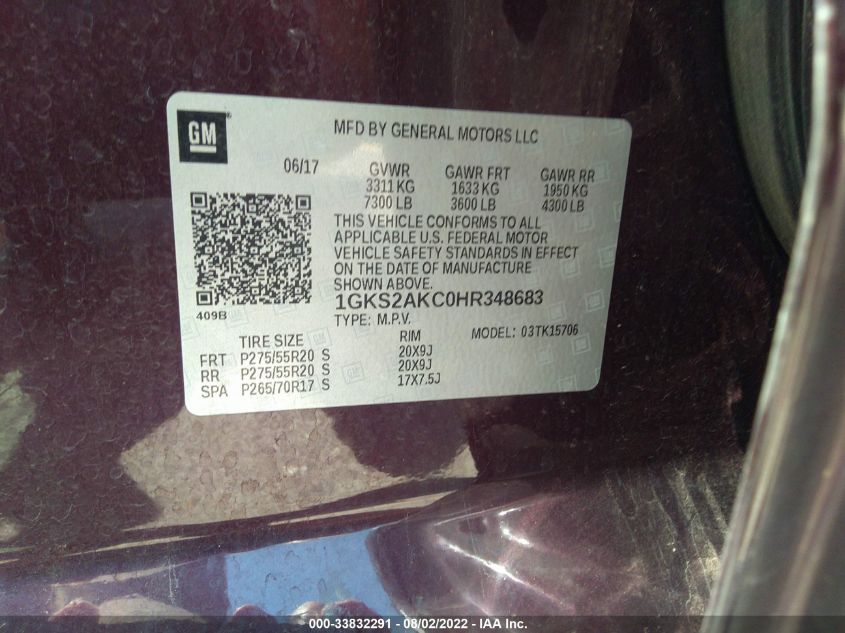 GM
MFD BY GENERAL MOTORS LLC
06/17 GVWR GAWR FRT GAWR RR
3311 KG 1633 KG 1950 KG
7300 LB 3600 LB 4300 LB
THIS VEHICLE CONFORMS TO ALL
APPLICABLE U.S. FEDERAL MOTOR
VEHICLE SAFETY STANDARDS IN EFFECT
ON THE DATE OF MANUFACTURE
SHOWN ABOVE.
1GKS2AKC0HR348683
409B
TYPE: M.P.V. MODEL: 03TK15706
TIRE SIZE RIM
FRT P275/55R20 S 20X9J
RR P275/55R20 S 20X9J
SPA P265/70R17 S 17X7.5J
000-33832291 - 08/02/2022 - IAA Inc.